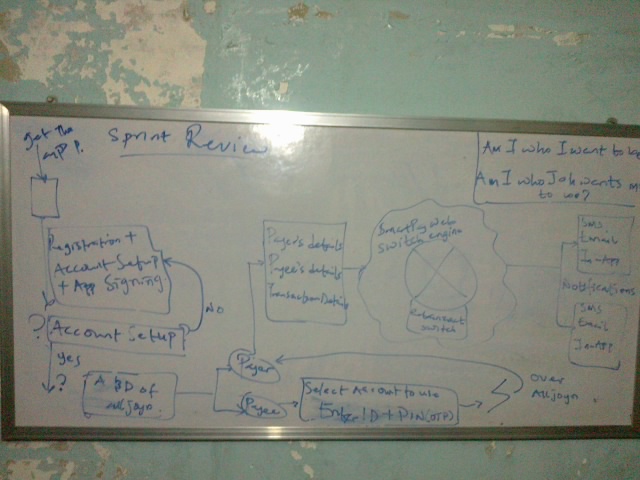 Sprint Review
get the
app.
Am I who I want to be
Am I who Jah wants me
to be?
Registration +
Account Setup
+ App Signing
No
? Account Setup
yes
?
of
alljoyn.
Payer's details
Payee's details
Transaction Details
SmartPay Web
Switch engine
switch
SMS
Email
In-App
Notifications
SMS
Email
In-App
Payer
Payee
Select Account to use
Enter ID + PIN (OTP)
over
Alljoyn.